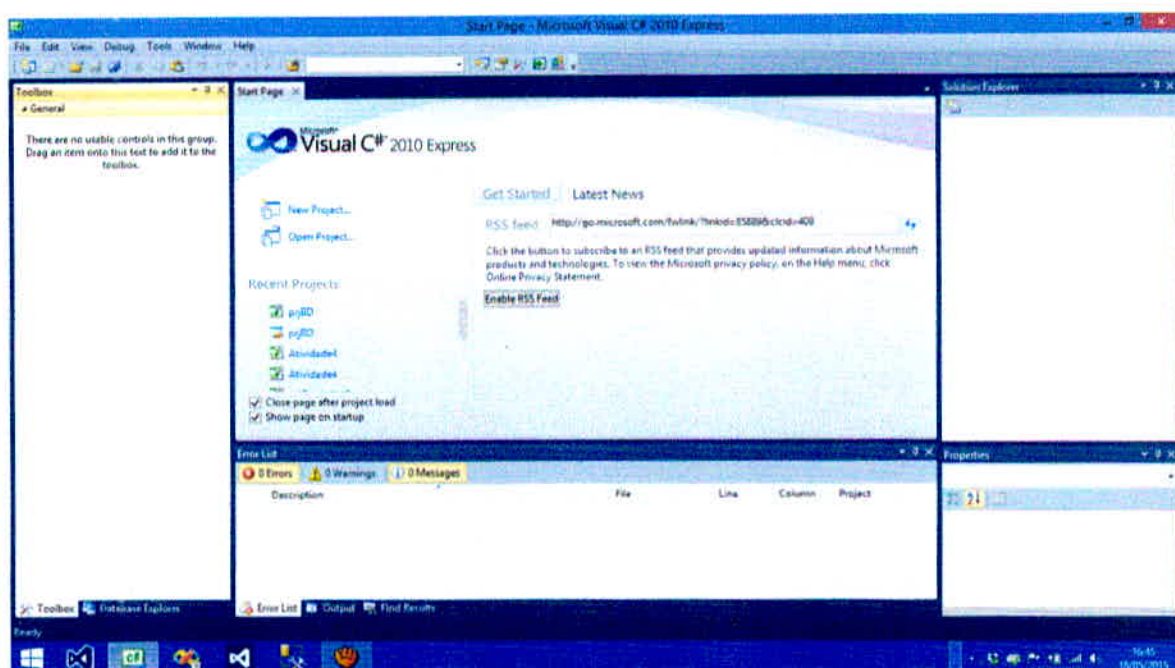 Start Page - Microsoft Visual C# 2010 Express
File Edit View Debug Tools Window Help
Toolbox
General
There are no usable controls in this group.
Drag an item onto this text to add it to the
toolbox.
Start Page
Microsoft
Visual C# 2010 Express
New Project...
Open Project...
Recent Projects
prjBD
prjBD
Atividade4
Atividade4
Close page after project load
Show page on startup
Get Started Latest News
RSS feed
Click the button to subscribe to an RSS feed that provides updated information about Microsoft
products and technologies. To view the Microsoft privacy policy, on the Help menu, click
Online Privacy Statement.
Enable RSS Feed
Solution Explorer
Error List
0 Errors 0 Warnings 0 Messages
Description File Line Column Project
Properties
Toolbox Database Explorer
Error List Output Find Results
Ready
16:45